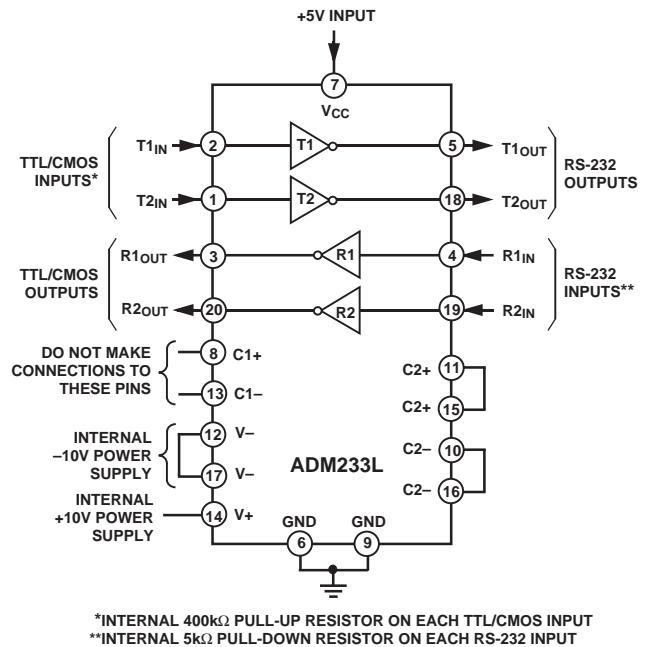 +5V INPUT
7
VCC
TTL/CMOS
INPUTS*
T1IN
2
T1
5
T1OUT
RS-232
OUTPUTS
T2IN
1
T2
18
T2OUT
TTL/CMOS
OUTPUTS
R1OUT
3
R1
4
R1IN
RS-232
INPUTS**
R2OUT
20
R2
19
R2IN
DO NOT MAKE
CONNECTIONS TO
THESE PINS
8
C1+
13
C1–
C2+
11
C2+
15
INTERNAL
–10V POWER
SUPPLY
12
V–
17
V–
ADM233L
C2–
10
C2–
16
INTERNAL
+10V POWER
SUPPLY
14
V+
GND
6
GND
9
*INTERNAL 400kΩ PULL-UP RESISTOR ON EACH TTL/CMOS INPUT
**INTERNAL 5kΩ PULL-DOWN RESISTOR ON EACH RS-232 INPUT